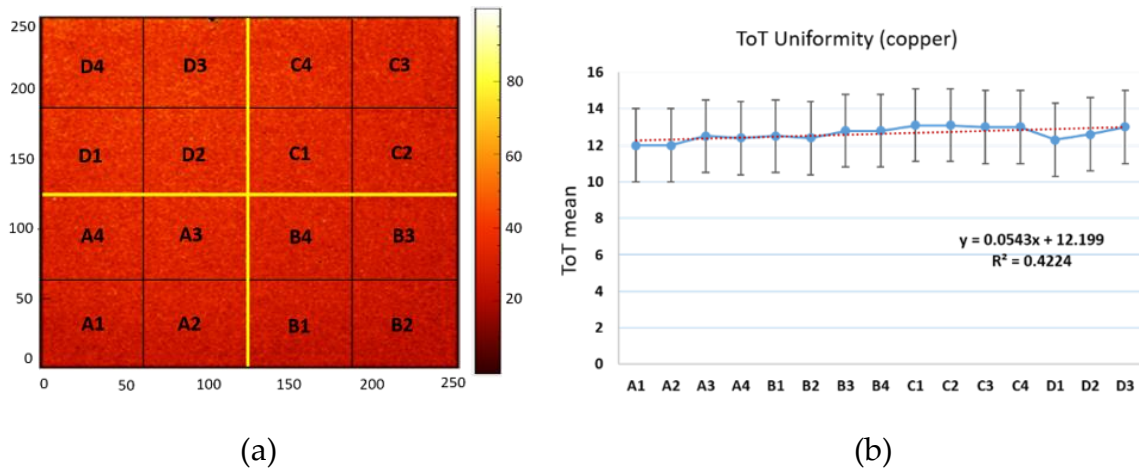 250
200
150
100
50
0
0 50 100 150 200 250
D4 D3 C4 C3
D1 D2 C1 C2
A4 A3 B4 B3
A1 A2 B1 B2
80
60
40
20
(a)
ToT Uniformity (copper)
ToT mean
16
14
12
10
8
6
4
2
0
y = 0.0543x + 12.199
R² = 0.4224
A1 A2 A3 A4 B1 B2 B3 B4 C1 C2 C3 C4 D1 D2 D3
(b)